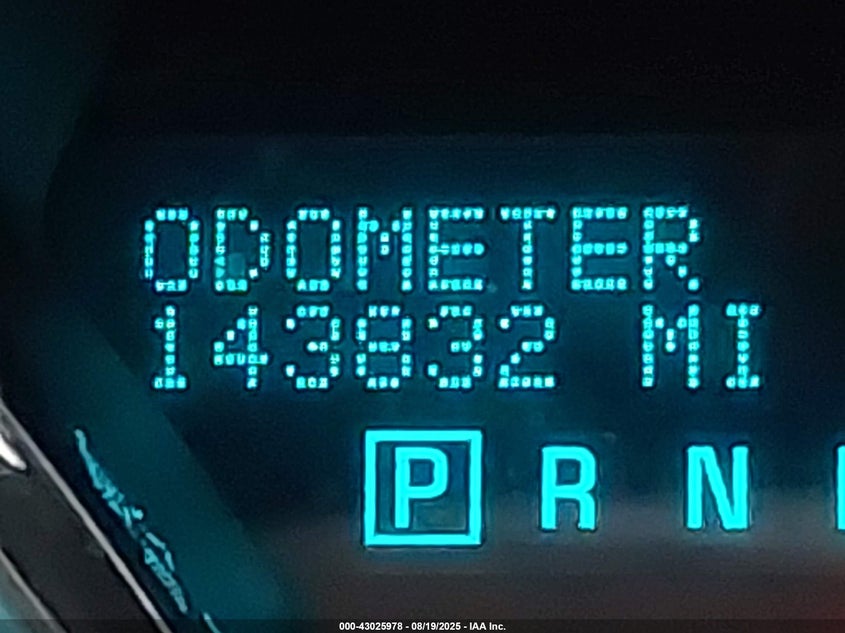 ODOMETER
143832 MI
P R N
000-43025978 - 08/19/2025 - IAA Inc.